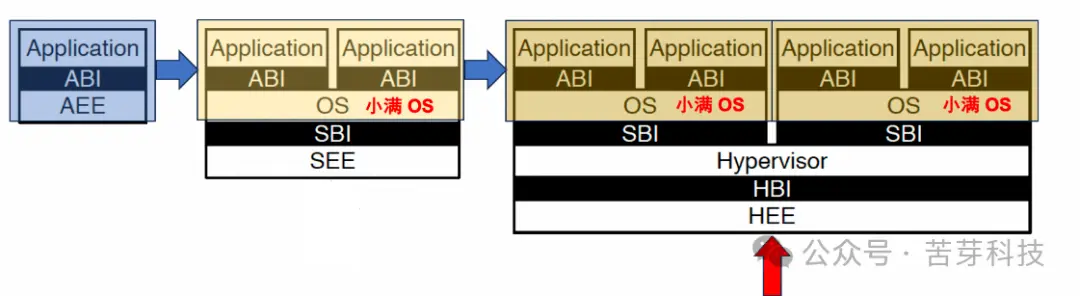 Application
ABI
AEE
Application Application
ABI ABI
OS 小满 OS
SBI
SEE
Application Application Application Application
ABI ABI ABI ABI
OS 小满 OS OS 小满 OS
SBI SBI
Hypervisor
HBI
HEE
公众号 · 苦芽科技